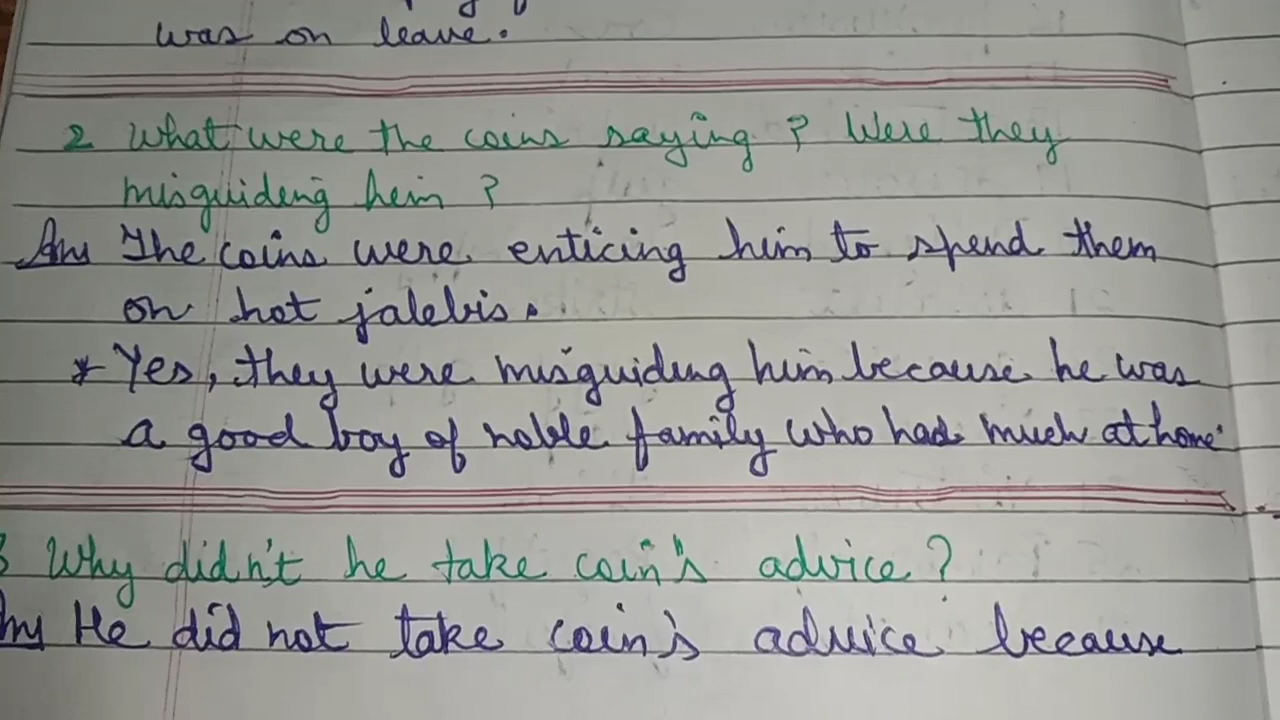 was on leave.
2 What were the coins saying ? Were they
misguiding him ?
Ans The coins were enticing him to spend them
on hot jalebis.
* Yes, they were misguiding him because he was
a good boy of noble family who had much at home
3 Why didn't he take coin's advice ?
Ans He did not take coin's advice because